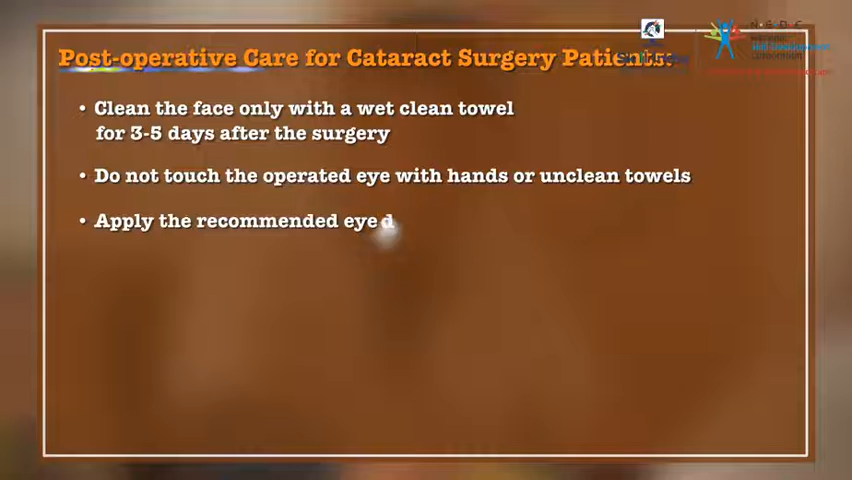 Post-operative Care for Cataract Surgery Patients:
• Clean the face only with a wet clean towel
for 3-5 days after the surgery
• Do not touch the operated eye with hands or unclean towels
• Apply the recommended eye d